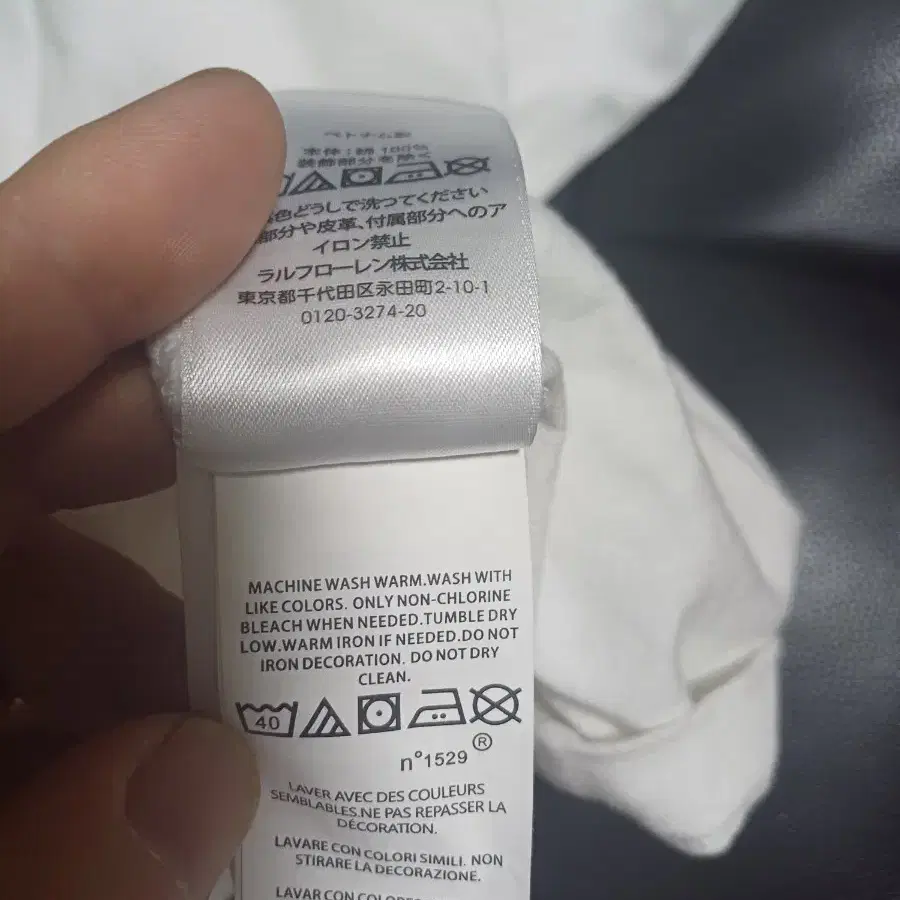 ベトナム製
本体：綿 100%
装飾部分を除く
色どうしで洗つてください
部分や皮革、付属部分へのア
イロン禁止
ラルフローレン株式会社
東京都千代田区永田町2-10-1
0120-3274-20
MACHINE WASH WARM.WASH WITH
LIKE COLORS. ONLY NON-CHLORINE
BLEACH WHEN NEEDED.TUMBLE DRY
LOW.WARM IRON IF NEEDED.DO NOT
IRON DECORATION. DO NOT DRY
CLEAN.
40
n°1529 ®
LAVER AVEC DES COULEURS
SEMBLABLES.NE PAS REPASSER LA
DÉCORATION.
LAVARE CON COLORI SIMILI. NON
STIRARE LA DECORAZIONE.
LAVAR CON